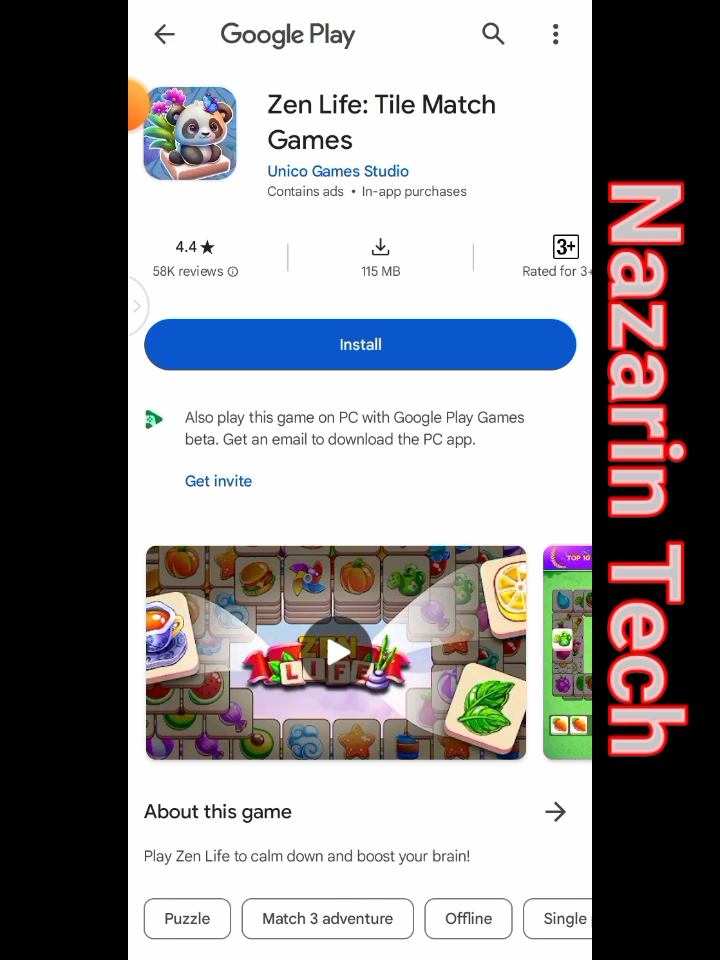 Google Play
Zen Life: Tile Match
Games
Unico Games Studio
Contains ads • In-app purchases
4.4★
58K reviews
115 MB
3+
Rated for 3+
Install
Also play this game on PC with Google Play Games
beta. Get an email to download the PC app.
Get invite
ZEN
LIFE
TOP 10
About this game
Play Zen Life to calm down and boost your brain!
Puzzle
Match 3 adventure
Offline
Single
Nazarin Tech